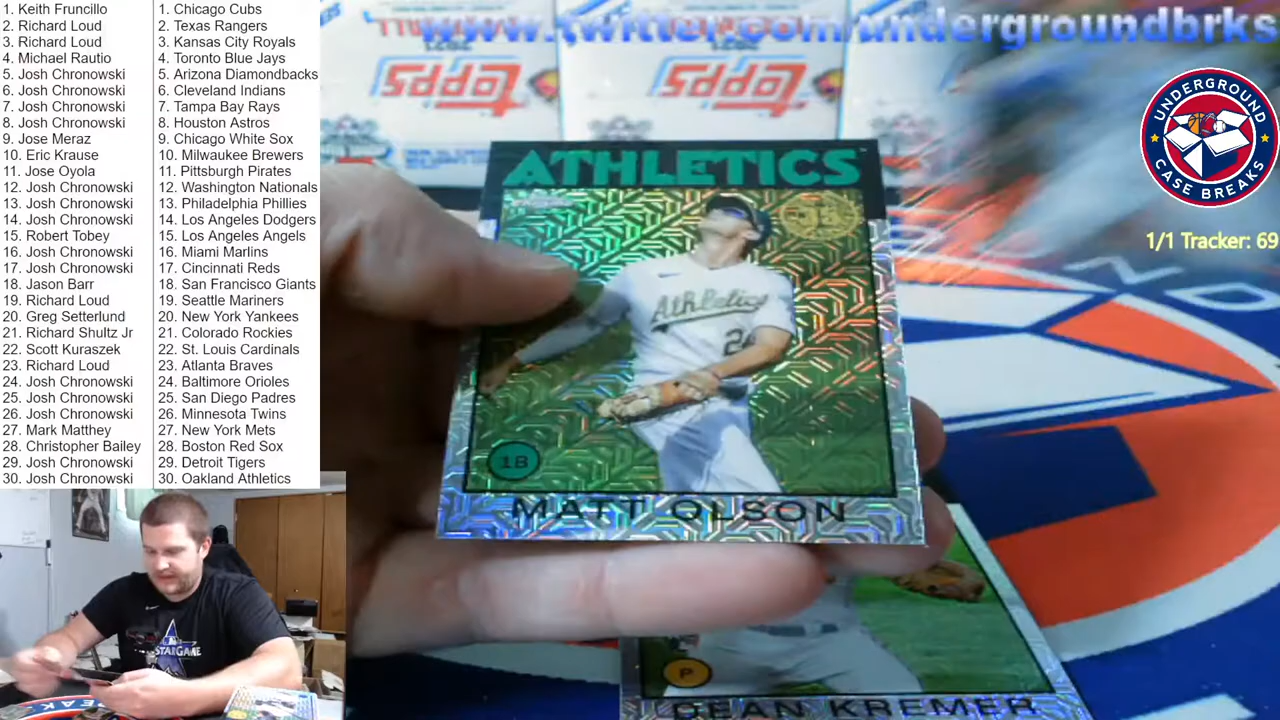 1. Keith Fruncillo
2. Richard Loud
3. Richard Loud
4. Michael Rautio
5. Josh Chronowski
6. Josh Chronowski
7. Josh Chronowski
8. Josh Chronowski
9. Jose Meraz
10. Eric Krause
11. Jose Oyola
12. Josh Chronowski
13. Josh Chronowski
14. Josh Chronowski
15. Robert Tobey
16. Josh Chronowski
17. Josh Chronowski
18. Jason Barr
19. Richard Loud
20. Greg Setterlund
21. Richard Shultz Jr
22. Scott Kuraszek
23. Richard Loud
24. Josh Chronowski
25. Josh Chronowski
26. Josh Chronowski
27. Mark Matthey
28. Christopher Bailey
29. Josh Chronowski
30. Josh Chronowski
1. Chicago Cubs
2. Texas Rangers
3. Kansas City Royals
4. Toronto Blue Jays
5. Arizona Diamondbacks
6. Cleveland Indians
7. Tampa Bay Rays
8. Houston Astros
9. Chicago White Sox
10. Milwaukee Brewers
11. Pittsburgh Pirates
12. Washington Nationals
13. Philadelphia Phillies
14. Los Angeles Dodgers
15. Los Angeles Angels
16. Miami Marlins
17. Cincinnati Reds
18. San Francisco Giants
19. Seattle Mariners
20. New York Yankees
21. Colorado Rockies
22. St. Louis Cardinals
23. Atlanta Braves
24. Baltimore Orioles
25. San Diego Padres
26. Minnesota Twins
27. New York Mets
28. Boston Red Sox
29. Detroit Tigers
30. Oakland Athletics
www.twitter.com/undergroundbrks
2021
Topps
Topps
UNDERGROUND
CASE BREAKS
1/1 Tracker: 69
ATHLETICS
35
Athletics
1B
MATT OLSON
P
DEAN KREMER